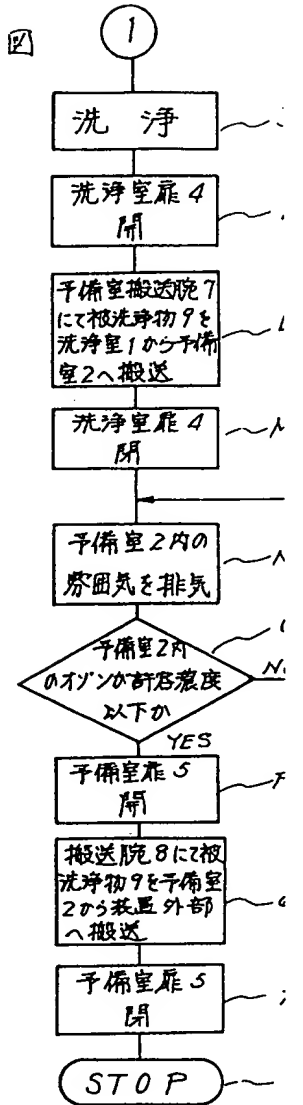 図
1
洗 浄
洗浄室扉4
開
予備室搬送腕7
にて被洗浄物9を
洗浄室1から予備
室2へ搬送
L
洗浄室扉4
閉
予備室2内の
雰囲気を排気
予備室2内
のオゾンが許容濃度
以下か
YES
予備室扉5
開
搬送腕8にて被
洗浄物9を予備室
2から装置外部
へ搬送
予備室扉5
閉
STOP